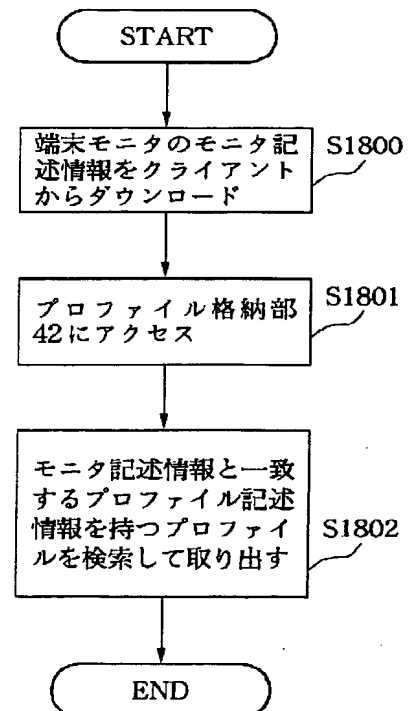 START
端末モニタのモニタ記
述情報をクライアント
からダウンロード
S1800
プロファイル格納部
42にアクセス
S1801
モニタ記述情報と一致
するプロファイル記述
情報を持つプロファイ
ルを検索して取り出す
S1802
END